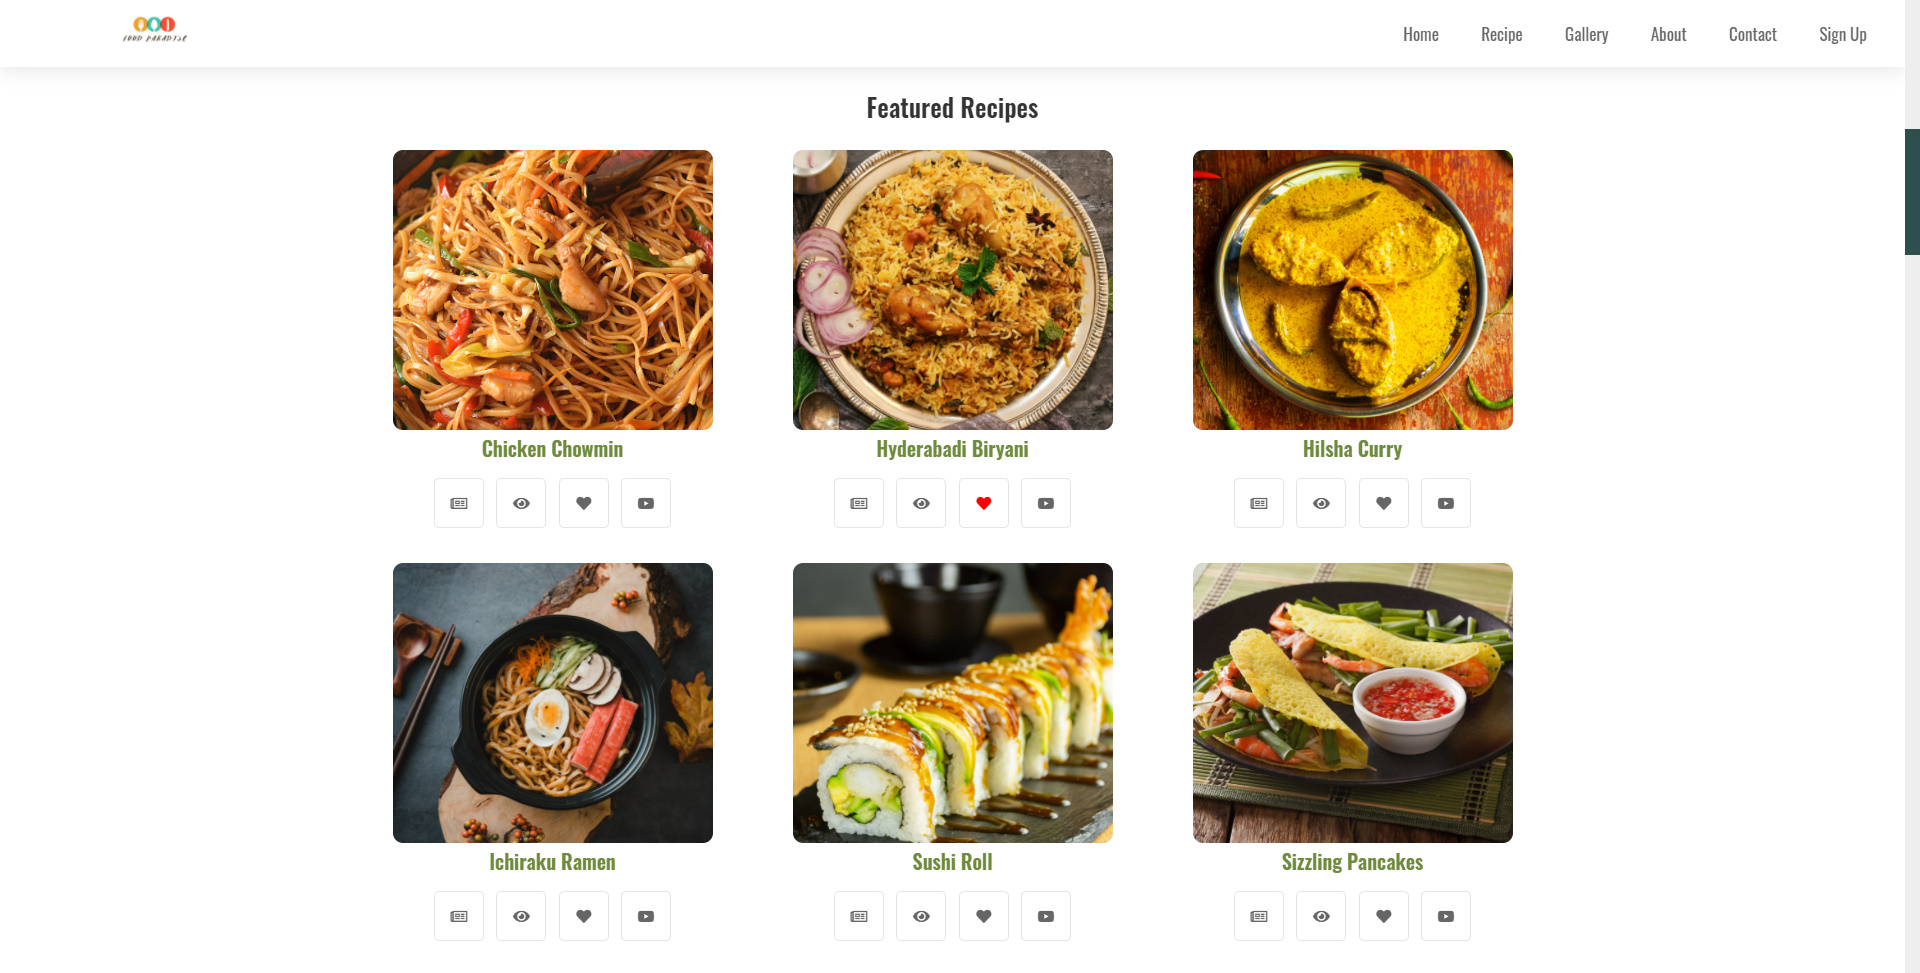 FOOD PARADISE
Home Recipe Gallery About Contact Sign Up
Featured Recipes
Chicken Chowmin Hyderabadi Biryani Hilsha Curry
Ichiraku Ramen Sushi Roll Sizzling Pancakes